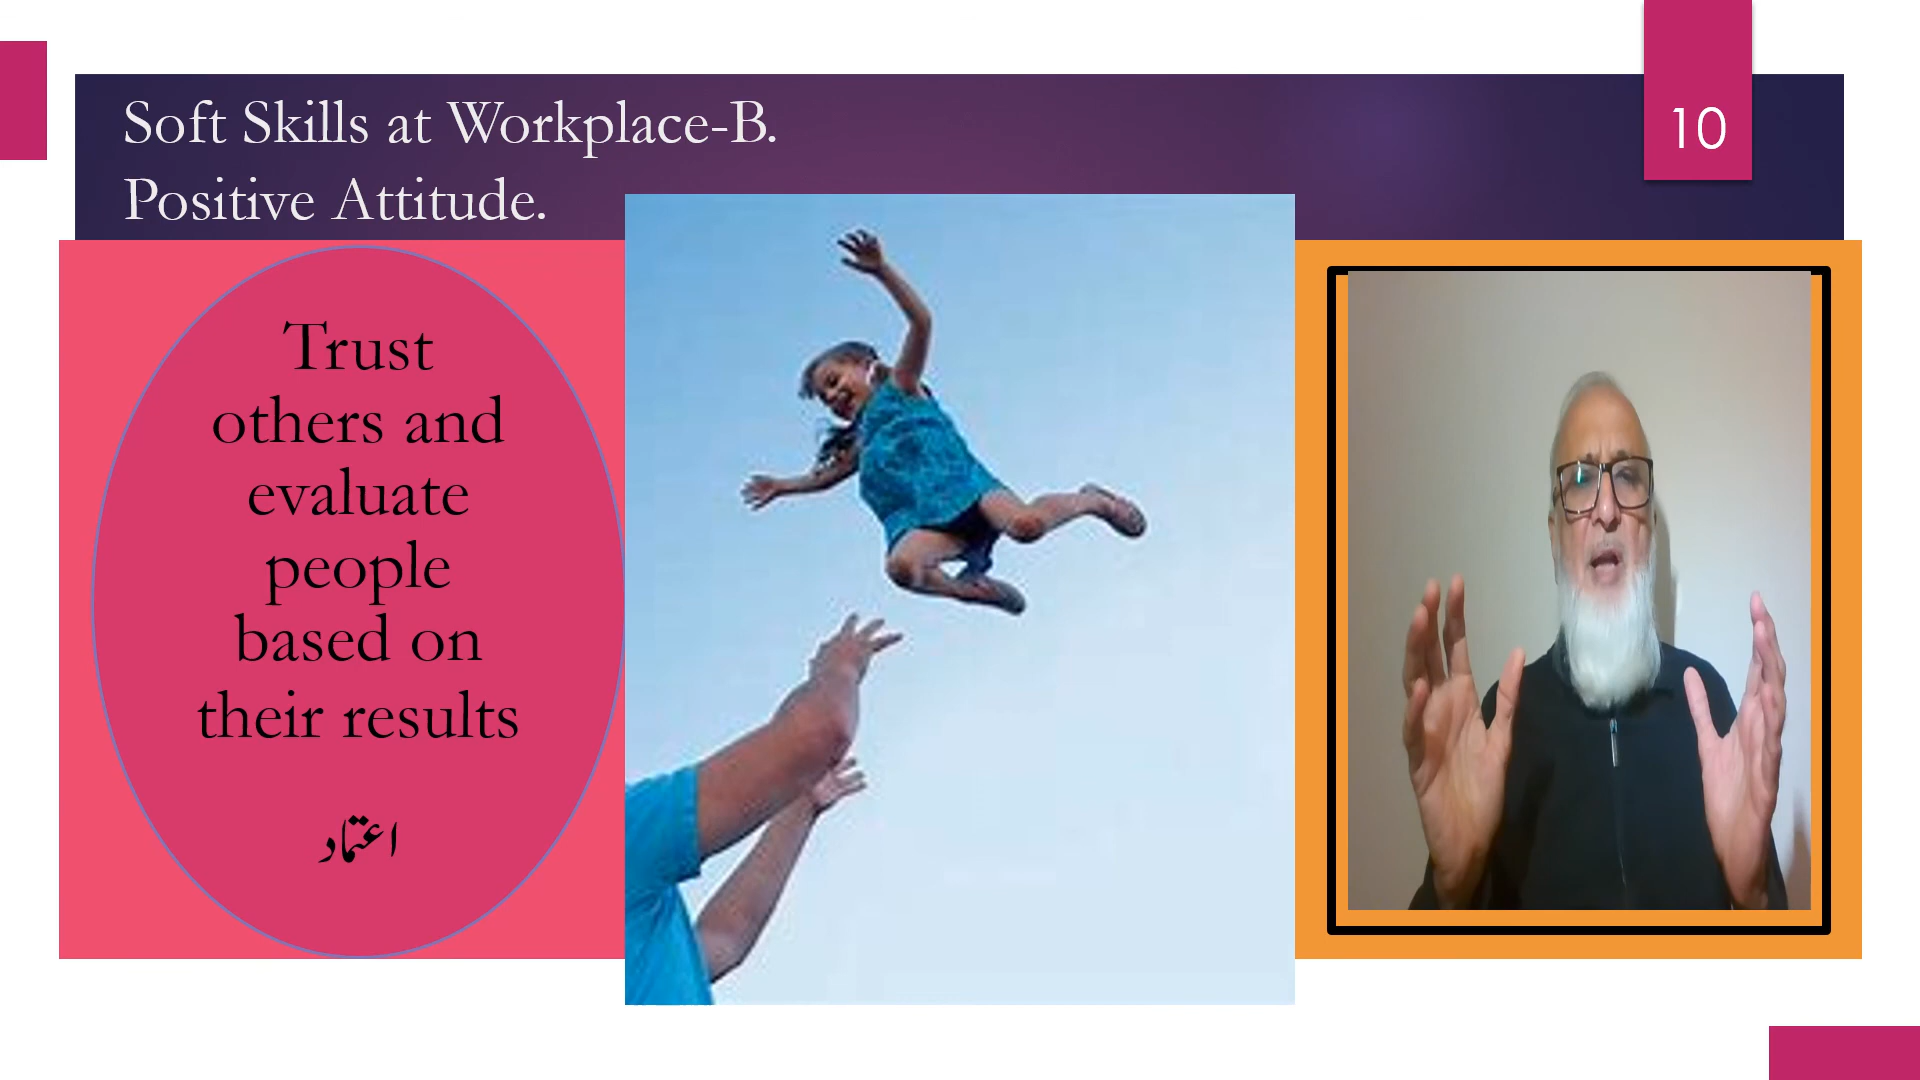 Soft Skills at Workplace-B.
Positive Attitude.
10
Trust
others and
evaluate
people
based on
their results
اعتماد